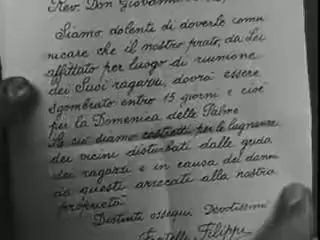 Rev. Don Giovanni
Siamo dolenti di doverle comu
nicare che il nostro prato, da Lei
affittato per luogo di riunione
dei Suoi ragazzi, dovrà essere
sgombrato entro 15 giorni e cioè
per la Domenica delle Palme
A ciò siamo costretti per le lagnanze
dei vicini disturbati dalle grida
dei ragazzi e in causa dei danni
da questi arrecati alla nostra
proprietà
Distinti ossequi Devotissimi
Fratelli Filippi